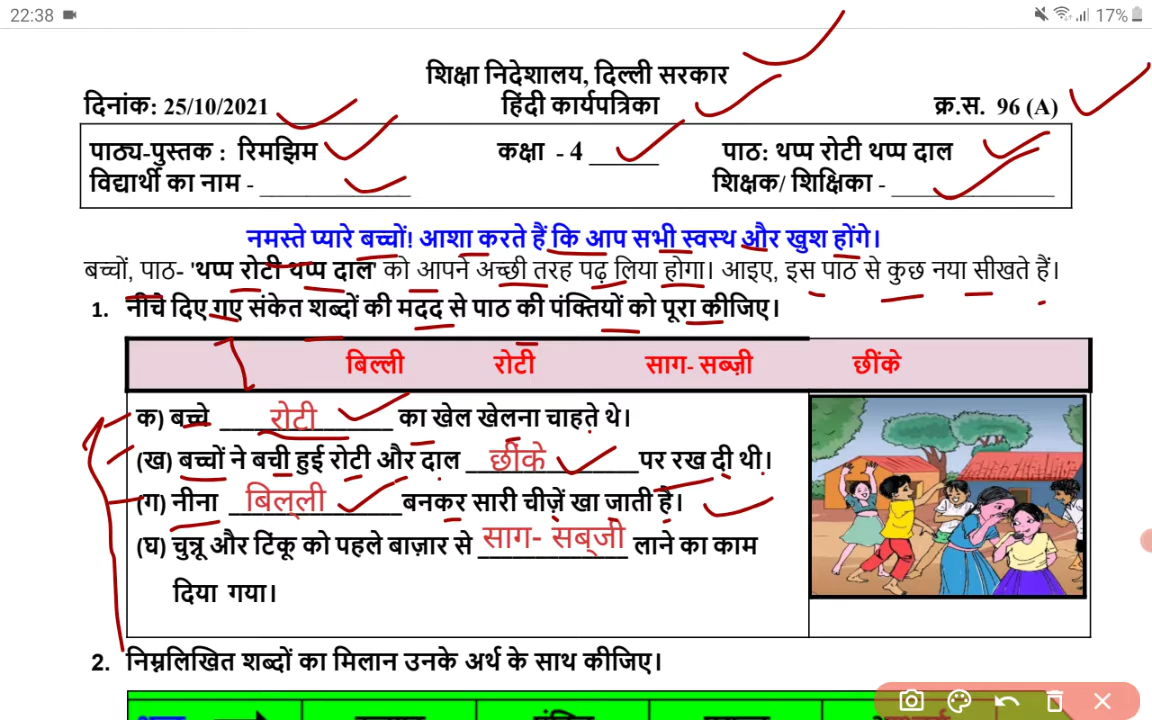 22:38
17%
शिक्षा निदेशालय, दिल्ली सरकार
दिनांक: 25/10/2021 हिंदी कार्यपत्रिका क्र.स. 96 (A)
पाठ्य-पुस्तक : रिमझिम कक्षा - 4 ______ पाठ: थप्प रोटी थप्प दाल
विद्यार्थी का नाम - ____________ शिक्षक/ शिक्षिका - ____________
नमस्ते प्यारे बच्चों! आशा करते हैं कि आप सभी स्वस्थ और खुश होंगे।
बच्चों, पाठ- 'थप्प रोटी थप्प दाल' को आपने अच्छी तरह पढ़ लिया होगा। आइए, इस पाठ से कुछ नया सीखते हैं।
1. नीचे दिए गए संकेत शब्दों की मदद से पाठ की पंक्तियों को पूरा कीजिए।
बिल्ली रोटी साग- सब्ज़ी छींके
क) बच्चे रोटी का खेल खेलना चाहते थे।
(ख) बच्चों ने बची हुई रोटी और दाल छींके पर रख दी थी।
(ग) नीना बिल्ली बनकर सारी चीज़ें खा जाती है।
(घ) चुन्नू और टिंकू को पहले बाज़ार से साग- सब्जी लाने का काम
दिया गया।
2. निम्नलिखित शब्दों का मिलान उनके अर्थ के साथ कीजिए।